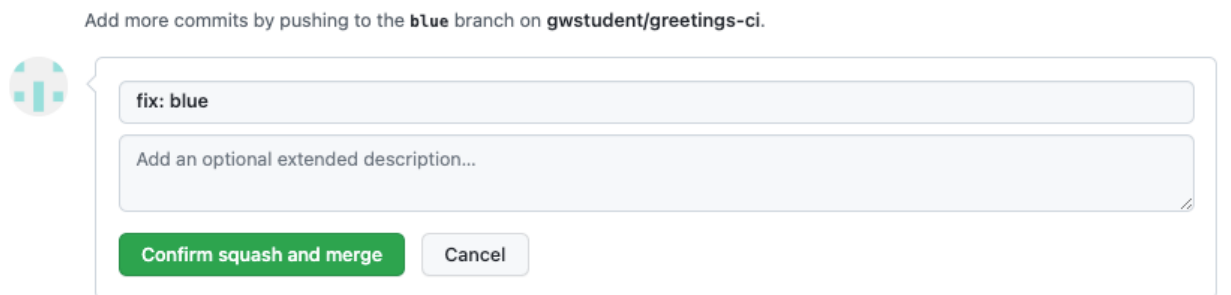 Add more commits by pushing to the blue branch on gwstudent/greetings-ci.
fix: blue
Add an optional extended description...
Confirm squash and merge
Cancel